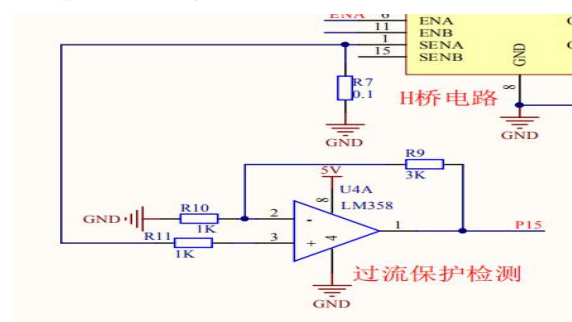 ENA 6 ENA
11 ENB
1 SENA
15 SENB
GND
8
R7
0.1
H桥电路
GND
GND
R9
3K
5V
8
U4A
LM358
R10
GND
1K
2
-
1
P15
R11
1K
3
+
4
过流保护检测
GND